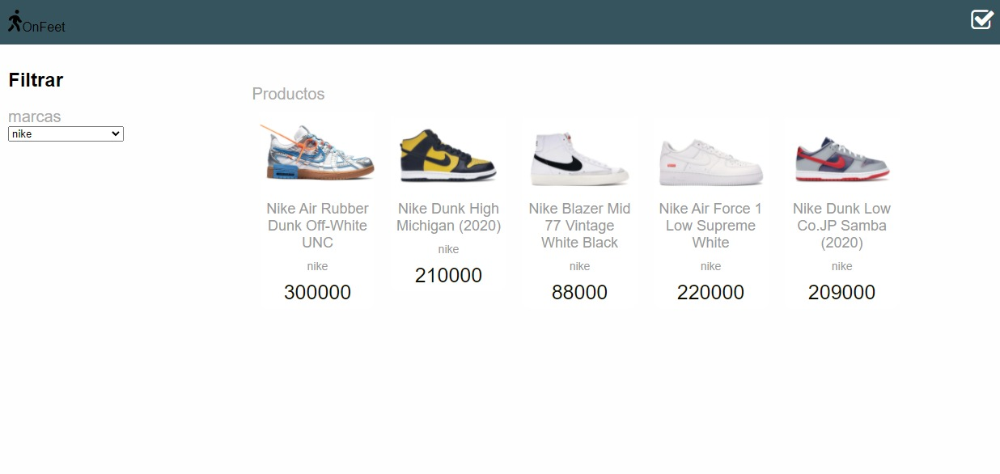 OnFeet
Filtrar
marcas
nike
Productos
Nike Air Rubber
Dunk Off-White
UNC
nike
300000
Nike Dunk High
Michigan (2020)
nike
210000
Nike Blazer Mid
77 Vintage
White Black
nike
88000
Nike Air Force 1
Low Supreme
White
nike
220000
Nike Dunk Low
Co.JP Samba
(2020)
nike
209000